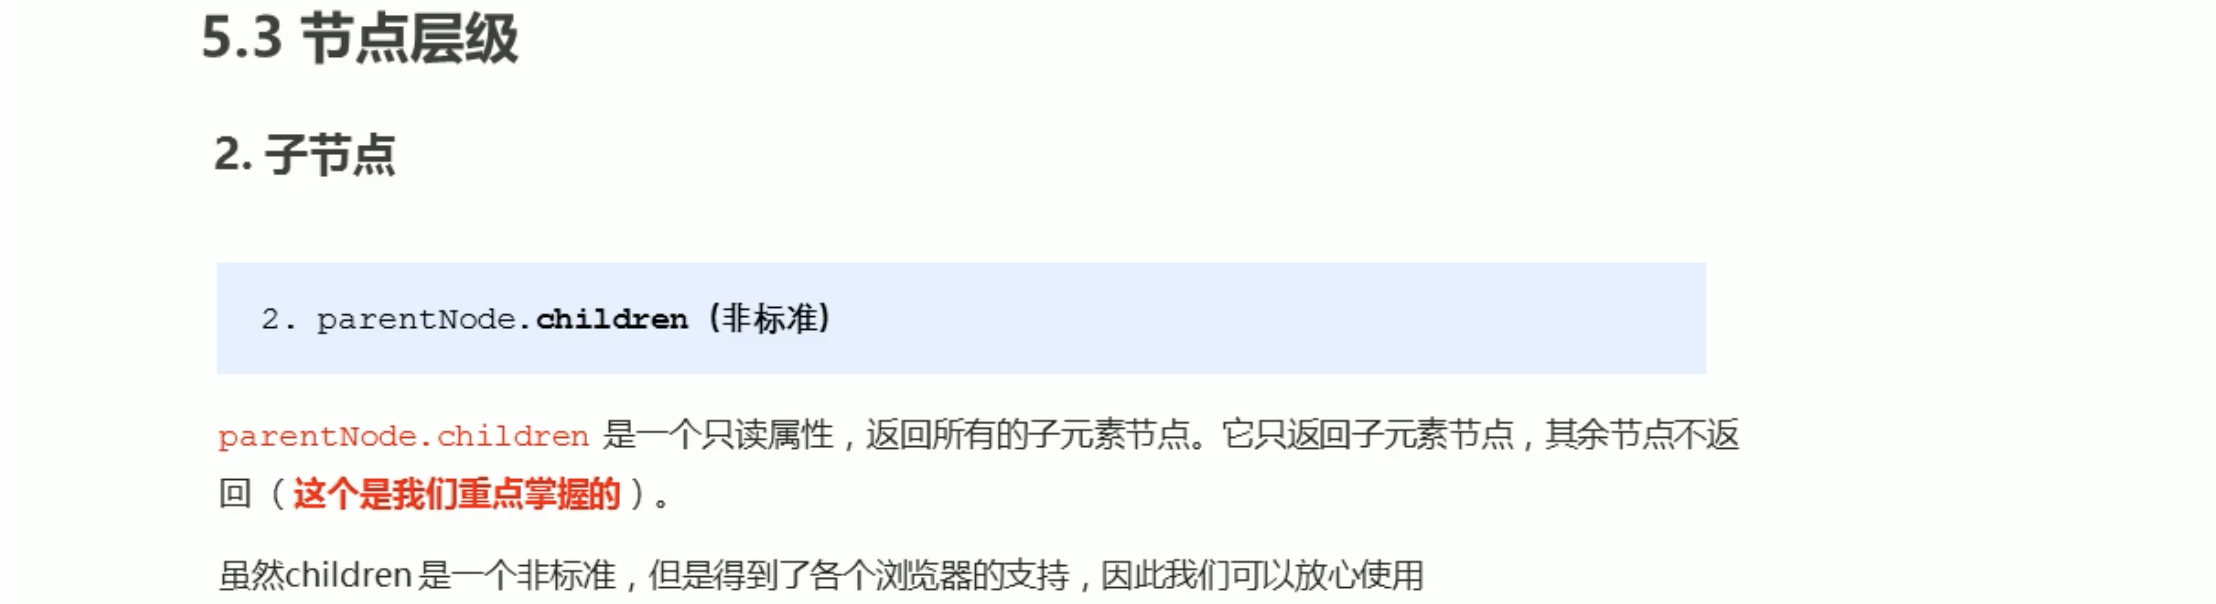 5.3 节点层级
2. 子节点
2. parentNode.children（非标准）
parentNode.children 是一个只读属性，返回所有的子元素节点。它只返回子元素节点，其余节点不返
回（这个是我们重点掌握的）。
虽然children是一个非标准，但是得到了各个浏览器的支持，因此我们可以放心使用